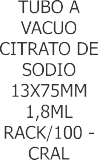 TUBO A
VACUO
CITRATO DE
SODIO
13X75MM
1,8ML
RACK/100 -
CRAL